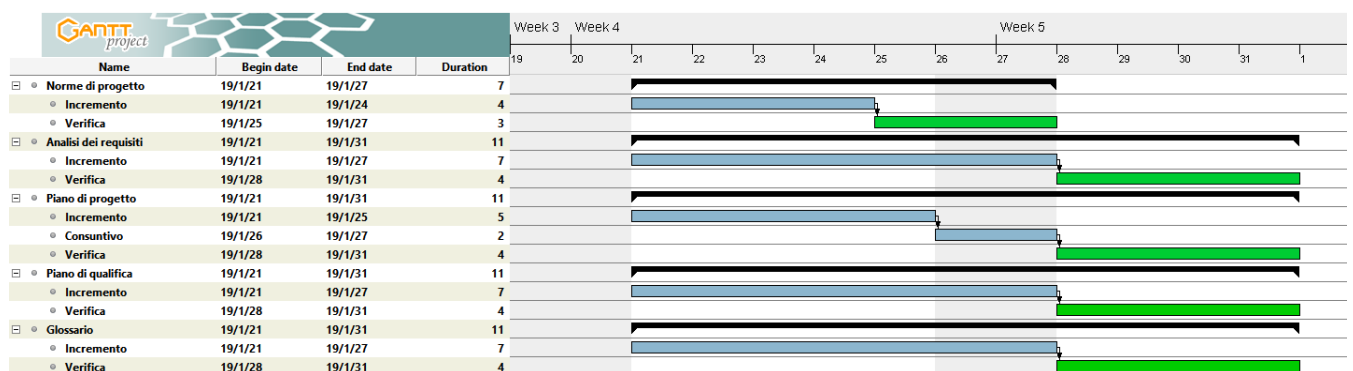 GANTT project
Week 3 Week 4 Week 5
19 20 21 22 23 24 25 26 27 28 29 30 31 1
Name Begin date End date Duration
Norme di progetto 19/1/21 19/1/27 7
Incremento 19/1/21 19/1/24 4
Verifica 19/1/25 19/1/27 3
Analisi dei requisiti 19/1/21 19/1/31 11
Incremento 19/1/21 19/1/27 7
Verifica 19/1/28 19/1/31 4
Piano di progetto 19/1/21 19/1/31 11
Incremento 19/1/21 19/1/25 5
Consuntivo 19/1/26 19/1/27 2
Verifica 19/1/28 19/1/31 4
Piano di qualifica 19/1/21 19/1/31 11
Incremento 19/1/21 19/1/27 7
Verifica 19/1/28 19/1/31 4
Glossario 19/1/21 19/1/31 11
Incremento 19/1/21 19/1/27 7
Verifica 19/1/28 19/1/31 4